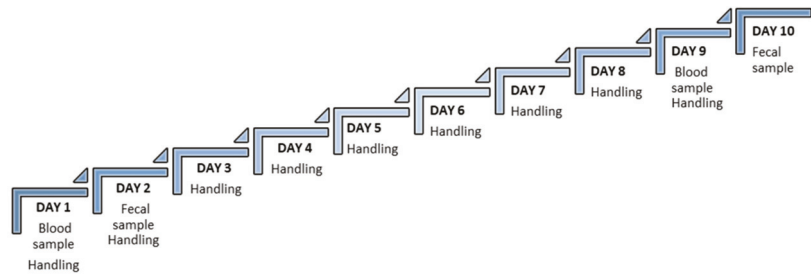 DAY 1
Blood
sample
Handling
DAY 2
Fecal
sample
Handling
DAY 3
Handling
DAY 4
Handling
DAY 5
Handling
DAY 6
Handling
DAY 7
Handling
DAY 8
Handling
DAY 9
Blood
sample
Handling
DAY 10
Fecal
sample